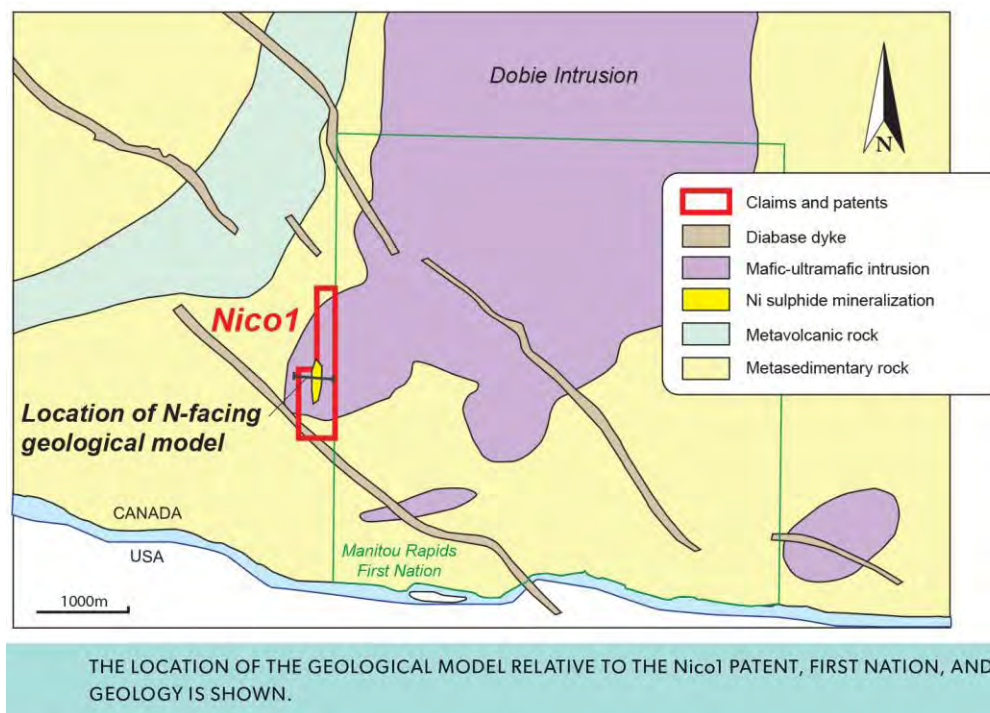 Dobie Intrusion
N
Claims and patents
Diabase dyke
Mafic-ultramafic intrusion
Ni sulphide mineralization
Metavolcanic rock
Metasedimentary rock
Nico1
Location of N-facing
geological model
CANADA
USA
Manitou Rapids
First Nation
1000m
THE LOCATION OF THE GEOLOGICAL MODEL RELATIVE TO THE Nico1 PATENT, FIRST NATION, AND
GEOLOGY IS SHOWN.